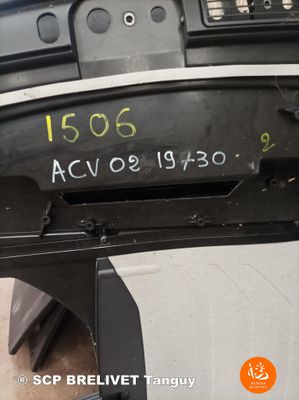 1506
ACV 02 19-30 2
® SCP BRELIVET Tanguy